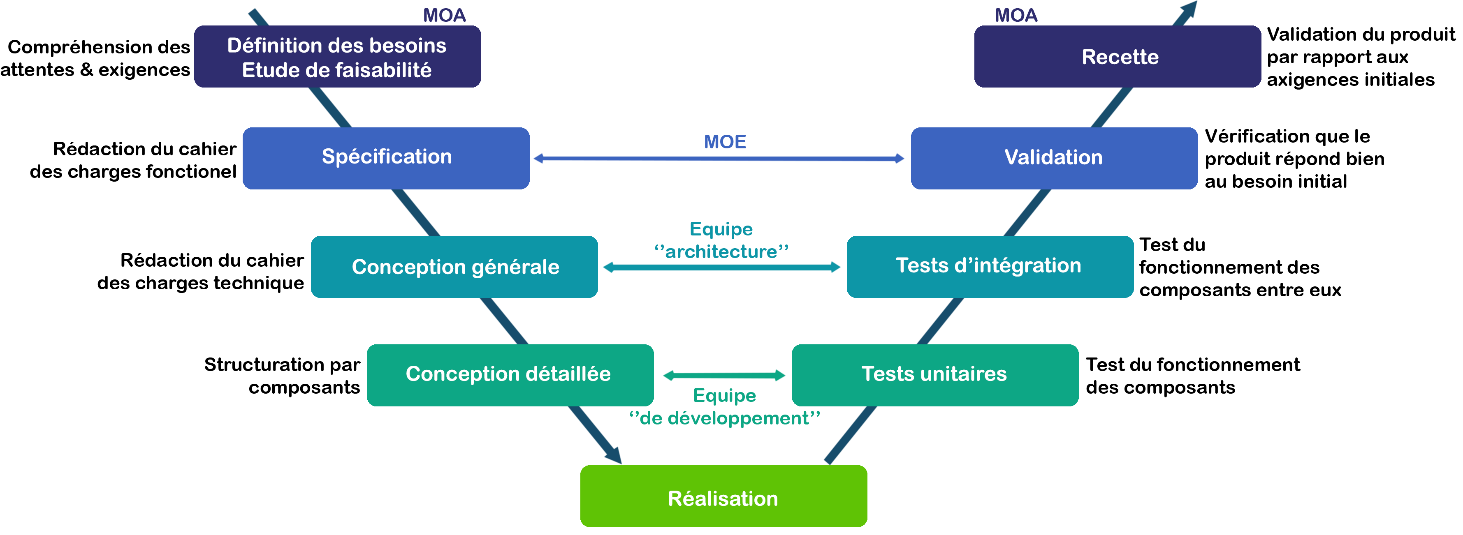 MOA
MOA
Compréhension des
attentes & exigences
Définition des besoins
Etude de faisabilité
Recette
Validation du produit
par rapport aux
axigences initiales
Rédaction du cahier
des charges fonctionel
Spécification
MOE
Validation
Vérification que le
produit répond bien
au besoin initial
Rédaction du cahier
des charges technique
Conception générale
Equipe
‘’architecture’’
Tests d’intégration
Test du
fonctionnement des
composants entre eux
Structuration par
composants
Conception détaillée
Equipe
‘’de développement’’
Tests unitaires
Test du fonctionnement
des composants
Réalisation